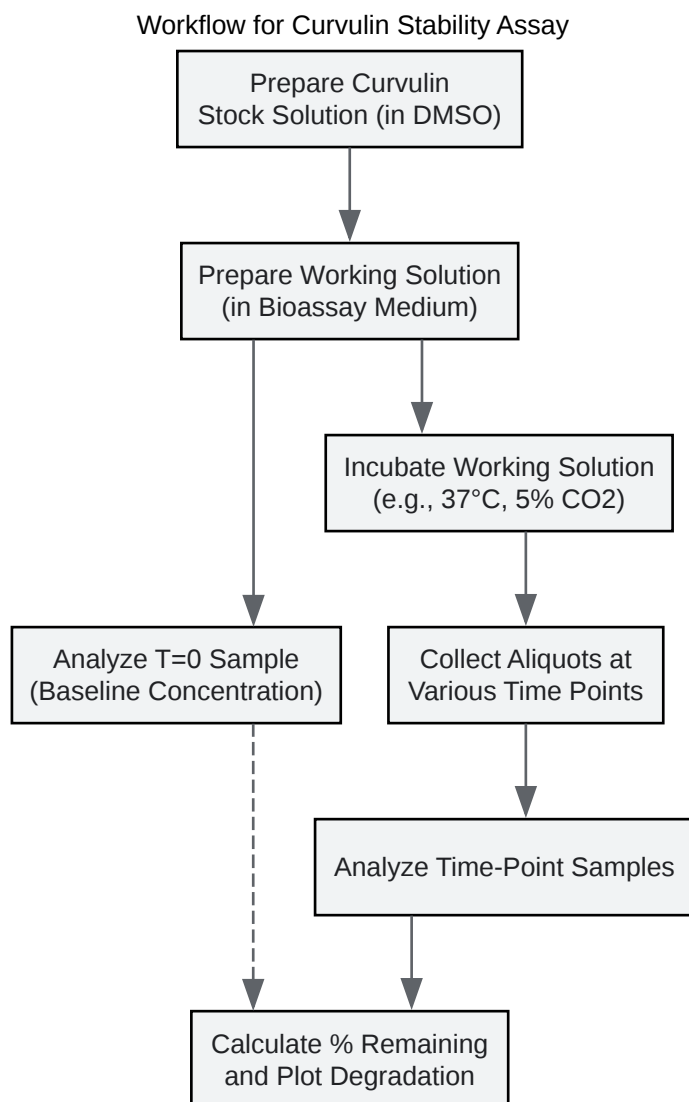 Workflow for Curvulin Stability Assay
Prepare Curvulin
Stock Solution (in DMSO)
Prepare Working Solution
(in Bioassay Medium)
Incubate Working Solution
(e.g., 37°C, 5% CO2)
Analyze T=0 Sample
(Baseline Concentration)
Collect Aliquots at
Various Time Points
Analyze Time-Point Samples
Calculate % Remaining
and Plot Degradation